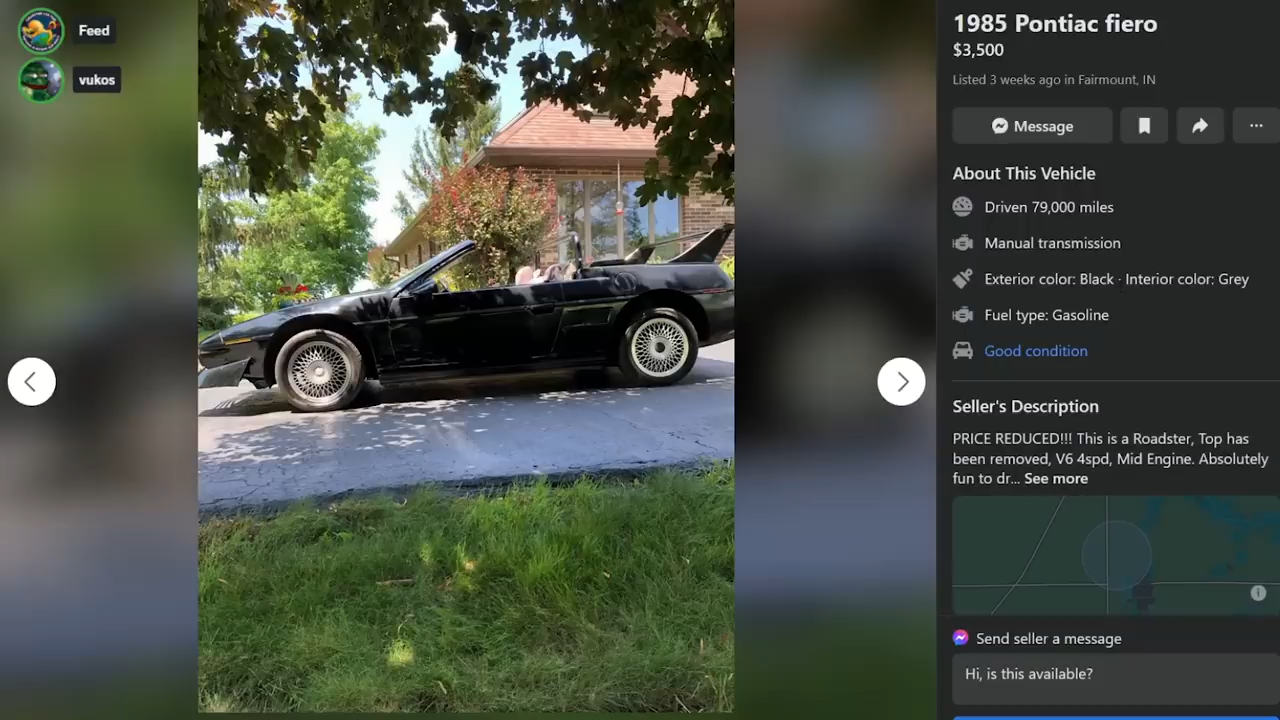 Feed
vukos
1985 Pontiac fiero
$3,500
Listed 3 weeks ago in Fairmount, IN
Message
About This Vehicle
Driven 79,000 miles
Manual transmission
Exterior color: Black · Interior color: Grey
Fuel type: Gasoline
Good condition
Seller's Description
PRICE REDUCED!!! This is a Roadster, Top has
been removed, V6 4spd, Mid Engine. Absolutely
fun to dr... See more
Send seller a message
Hi, is this available?